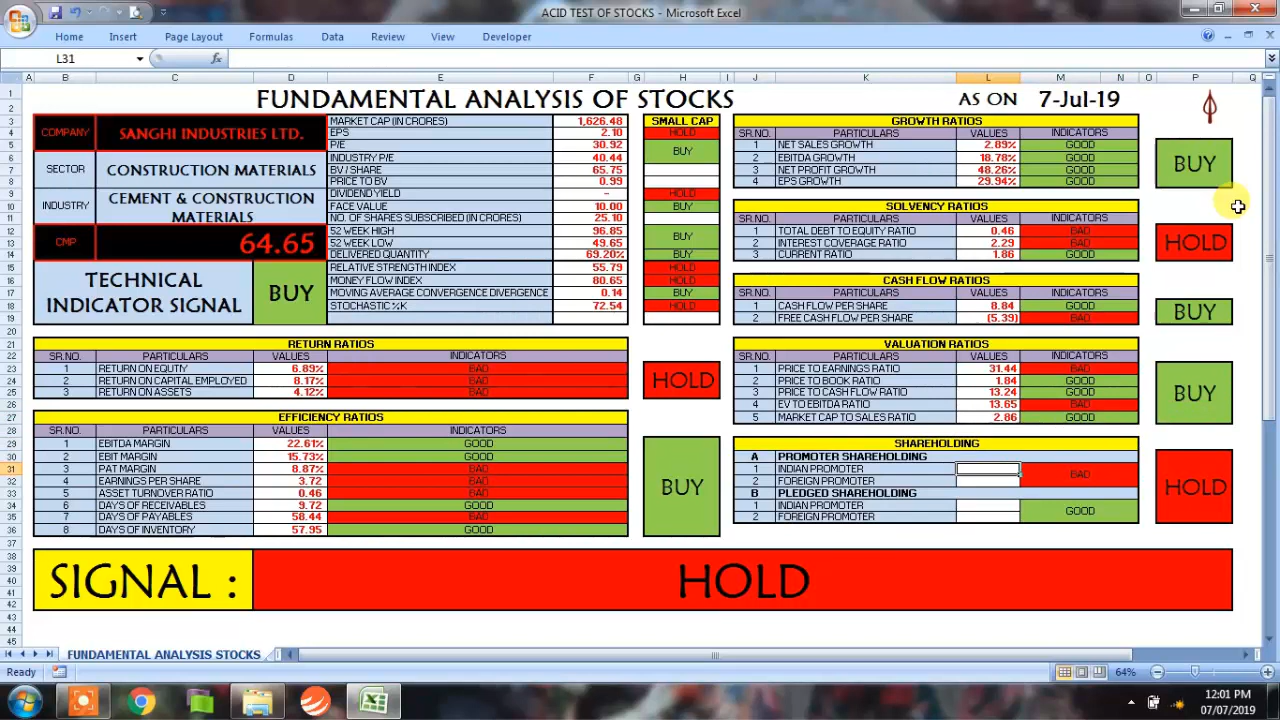 ACID TEST OF STOCKS - Microsoft Excel
Home Insert Page Layout Formulas Data Review View Developer
L31 fx
A B C D E F G H I J K L M N O P Q
FUNDAMENTAL ANALYSIS OF STOCKS AS ON 7-Jul-19
COMPANY SANGHI INDUSTRIES LTD.
SECTOR CONSTRUCTION MATERIALS
INDUSTRY CEMENT & CONSTRUCTION
MATERIALS
CMP 64.65
TECHNICAL
INDICATOR SIGNAL BUY
MARKET CAP (IN CRORES) 1,626.48 SMALL CAP
EPS 2.10 HOLD
P/E 30.92 BUY
INDUSTRY P/E 40.44
BV / SHARE 65.75
PRICE TO BV 0.99
DIVIDEND YIELD - HOLD
FACE VALUE 10.00 BUY
NO. OF SHARES SUBSCRIBED (IN CRORES) 25.10
52 WEEK HIGH 96.85 BUY
52 WEEK LOW 49.65
DELIVERED QUANTITY 69.20% BUY
RELATIVE STRENGTH INDEX 55.79 HOLD
MONEY FLOW INDEX 80.65 HOLD
MOVING AVERAGE CONVERGENCE DIVERGENCE 0.14 BUY
STOCHASTIC %K 72.54 HOLD
GROWTH RATIOS
SR.NO. PARTICULARS VALUES INDICATORS
1 NET SALES GROWTH 2.89% GOOD
2 EBITDA GROWTH 18.78% GOOD
3 NET PROFIT GROWTH 48.26% GOOD
4 EPS GROWTH 29.94% GOOD
BUY
SOLVENCY RATIOS
SR.NO. PARTICULARS VALUES INDICATORS
1 TOTAL DEBT TO EQUITY RATIO 0.46 BAD
2 INTEREST COVERAGE RATIO 2.29 BAD
3 CURRENT RATIO 1.86 GOOD
HOLD
CASH FLOW RATIOS
SR.NO. PARTICULARS VALUES INDICATORS
1 CASH FLOW PER SHARE 8.84 GOOD
2 FREE CASH FLOW PER SHARE (5.39) BAD
BUY
RETURN RATIOS
SR.NO. PARTICULARS VALUES INDICATORS
1 RETURN ON EQUTIY 6.89% BAD
2 RETURN ON CAPITAL EMPLOYED 8.17% BAD
3 RETURN ON ASSETS 4.12% BAD
HOLD
VALUATION RATIOS
SR.NO. PARTICULARS VALUES INDICATORS
1 PRICE TO EARNINGS RATIO 31.44 BAD
2 PRICE TO BOOK RATIO 1.84 GOOD
3 PRICE TO CASH FLOW RATIO 13.24 GOOD
4 EV TO EBITDA RATIO 13.65 BAD
5 MARKET CAP TO SALES RATIO 2.86 GOOD
BUY
EFFICIENCY RATIOS
SR.NO. PARTICULARS VALUES INDICATORS
1 EBITDA MARGIN 22.61% GOOD
2 EBIT MARGIN 15.73% GOOD
3 PAT MARGIN 8.87% BAD
4 EARNINGS PER SHARE 3.72 BAD
5 ASSET TURNOVER RATIO 0.46 BAD
6 DAYS OF RECEIVABLES 9.72 GOOD
7 DAYS OF PAYABLES 58.44 BAD
8 DAYS OF INVENTORY 57.95 GOOD
BUY
SHAREHOLDING
A PROMOTER SHAREHOLDING
1 INDIAN PROMOTER BAD
2 FOREIGN PROMOTER
B PLEDGED SHAREHOLDING
1 INDIAN PROMOTER GOOD
2 FOREIGN PROMOTER
HOLD
SIGNAL : HOLD
FUNDAMENTAL ANALYSIS STOCKS
Ready 64%
12:01 PM
07/07/2019